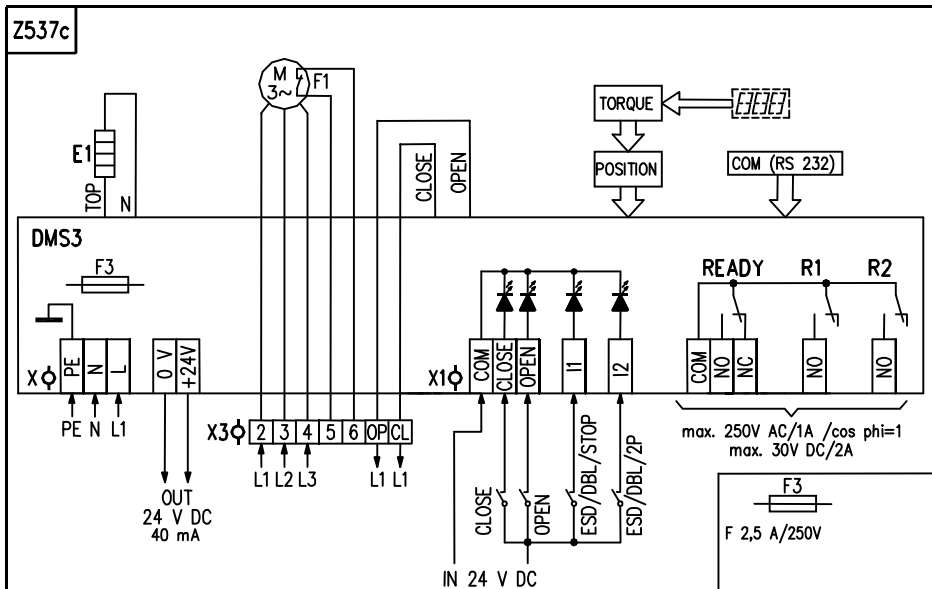 Z537c
M
3~
F1
E1
TOP
N
CLOSE
OPEN
TORQUE
POSITION
COM (RS 232)
DMS3
F3
READY R1 R2
X
PE
N
L
0 V
+24V
X1
COM
CLOSE
OPEN
I1
I2
COM
NO
NC
NO
NO
PE N L1
X3
2 3 4 5 6 OP CL
L1 L2 L3 L1 L1
OUT
24 V DC
40 mA
CLOSE
OPEN
ESD/DBL/STOP
ESD/DBL/2P
IN 24 V DC
max. 250V AC/1A /cos phi=1
max. 30V DC/2A
F3
F 2,5 A/250V